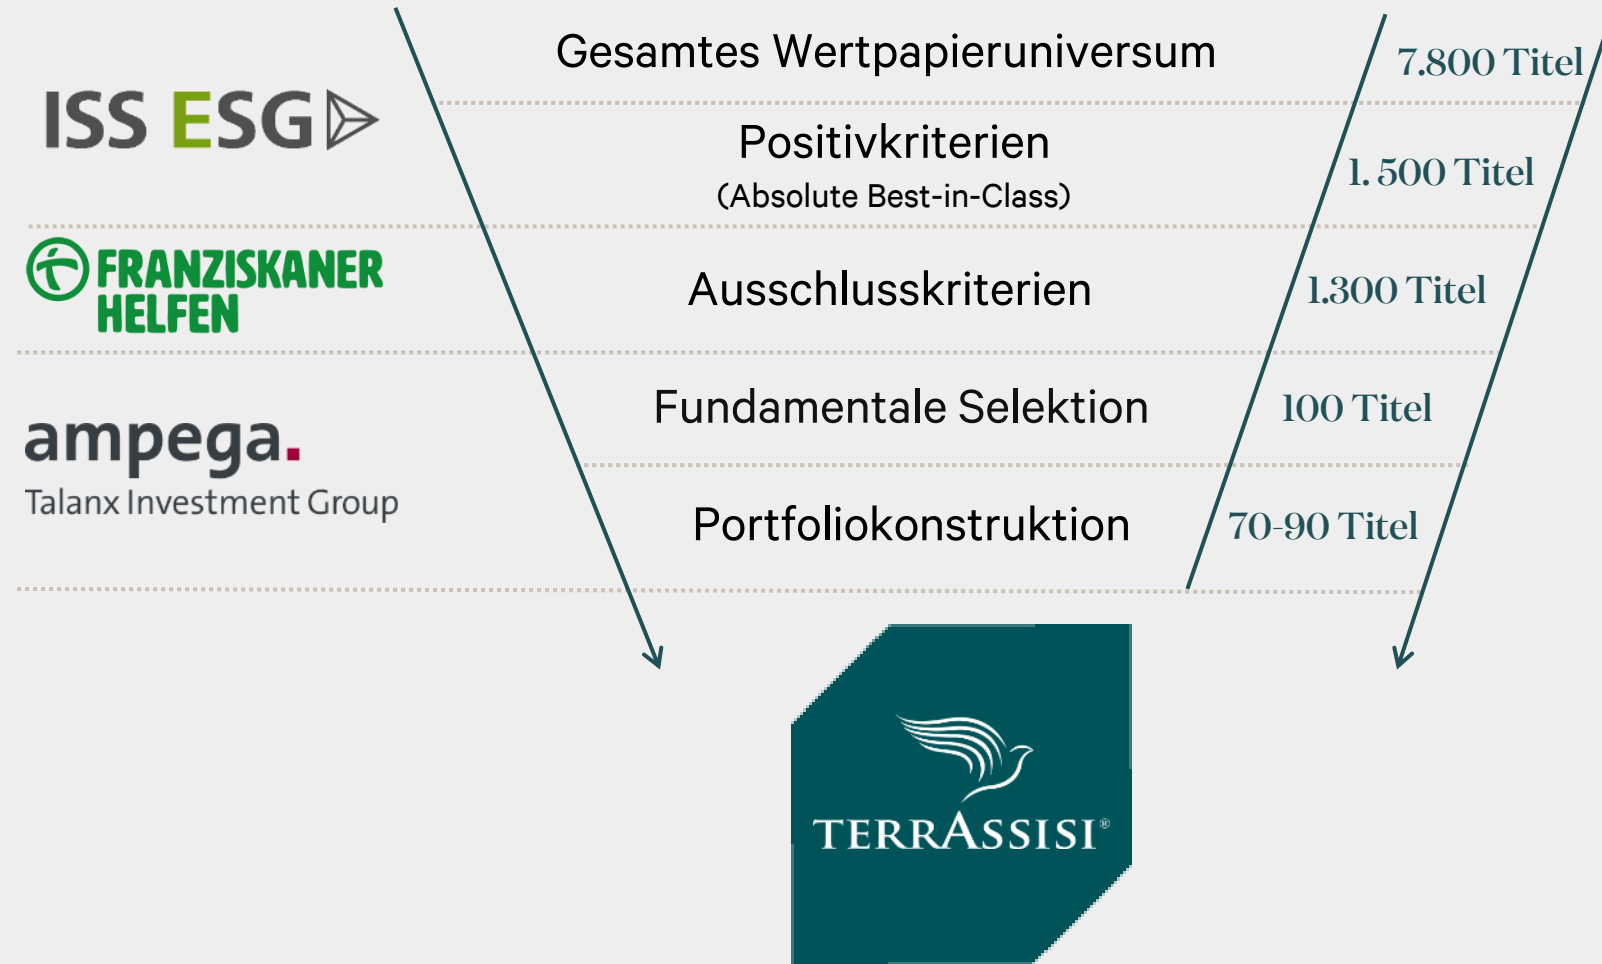 Gesamtes Wertpapieruniversum
7.800 Titel
ISS ESG
Positivkriterien
(Absolute Best-in-Class)
1. 500 Titel
FRANZISKANER
HELFEN
Ausschlusskriterien
1.300 Titel
Fundamentale Selektion
100 Titel
ampega.
Talanx Investment Group
Portfoliokonstruktion
70-90 Titel
TERRASSISI®